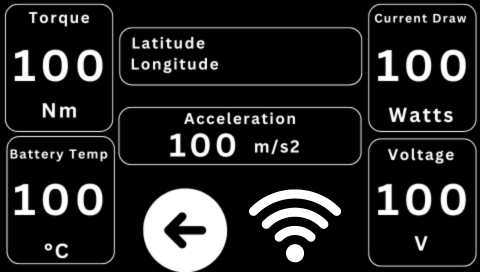 Torque
100
Nm
Latitude
Longitude
Current Draw
100
Watts
Acceleration
100 m/s2
Battery Temp
100
°C
Voltage
100
V